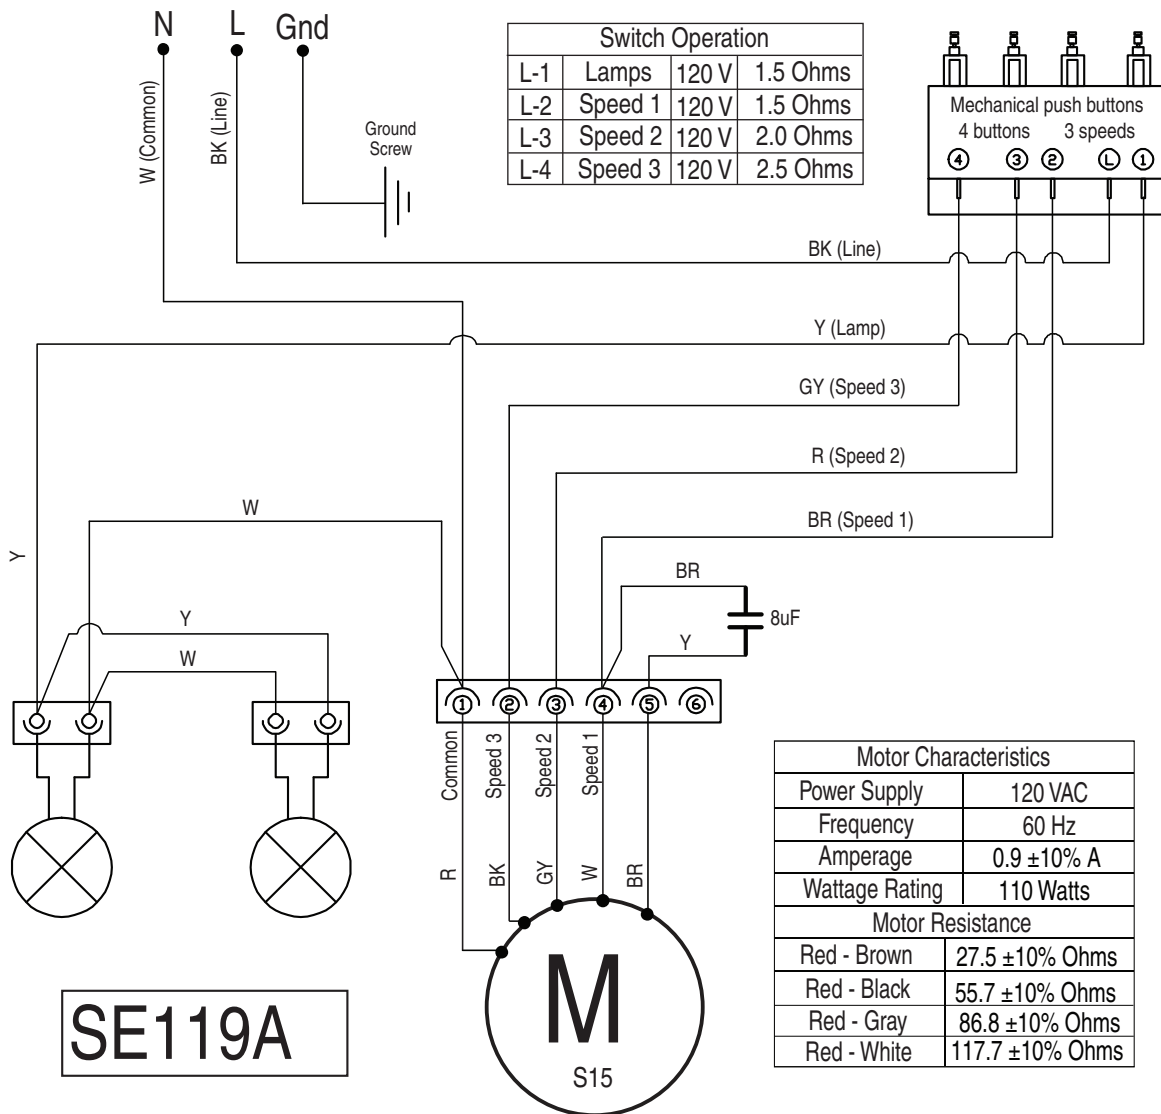 N L Gnd
W (Common)
BK (Line)
Ground
Screw
Switch Operation
L-1 Lamps 120 V 1.5 Ohms
L-2 Speed 1 120 V 1.5 Ohms
L-3 Speed 2 120 V 2.0 Ohms
L-4 Speed 3 120 V 2.5 Ohms
Mechanical push buttons
4 buttons 3 speeds
4 3 2 L 1
BK (Line)
Y (Lamp)
GY (Speed 3)
R (Speed 2)
BR (Speed 1)
W
Y
Y
W
BR
8uF
Y
1 2 3 4 5 6
Common
Speed 3
Speed 2
Speed 1
R
BK
GY
W
BR
M
S15
SE119A
Motor Characteristics
Power Supply 120 VAC
Frequency 60 Hz
Amperage 0.9 ±10% A
Wattage Rating 110 Watts
Motor Resistance
Red - Brown 27.5 ±10% Ohms
Red - Black 55.7 ±10% Ohms
Red - Gray 86.8 ±10% Ohms
Red - White 117.7 ±10% Ohms